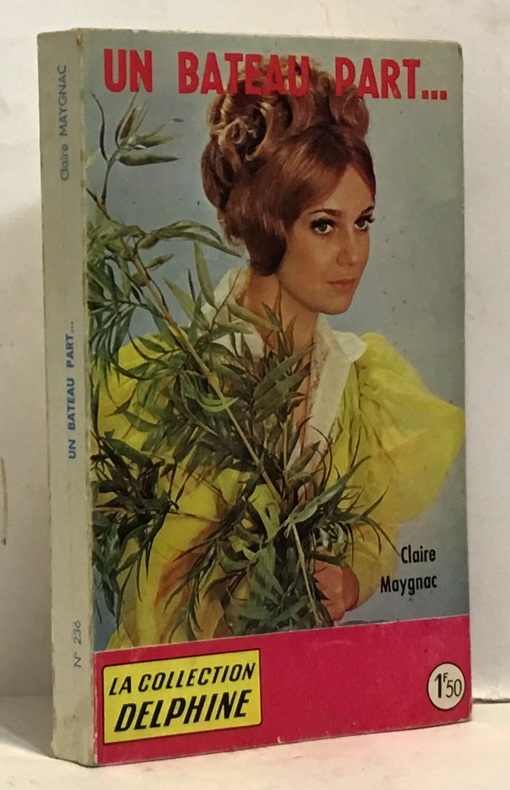 UN BATEAU PART...
Claire
Maygnac
LA COLLECTION
DELPHINE
1F50
Claire MAYGNAC
UN BATEAU PART...
N° 236